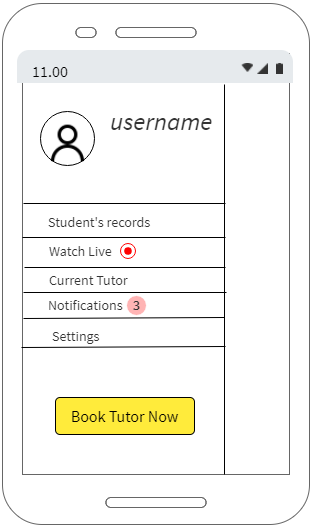 11.00
username
Student's records
Watch Live
Current Tutor
Notifications 3
Settings
Book Tutor Now